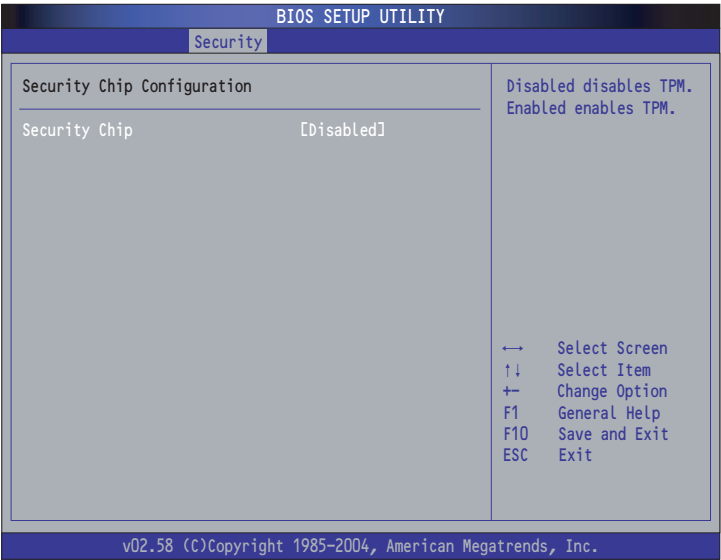 BIOS SETUP UTILITY
Security
Security Chip Configuration
Security Chip [Disabled]
Disabled disables TPM.
Enabled enables TPM.
←→ Select Screen
↑↓ Select Item
+- Change Option
F1 General Help
F10 Save and Exit
ESC Exit
v02.58 (C)Copyright 1985-2004, American Megatrends, Inc.